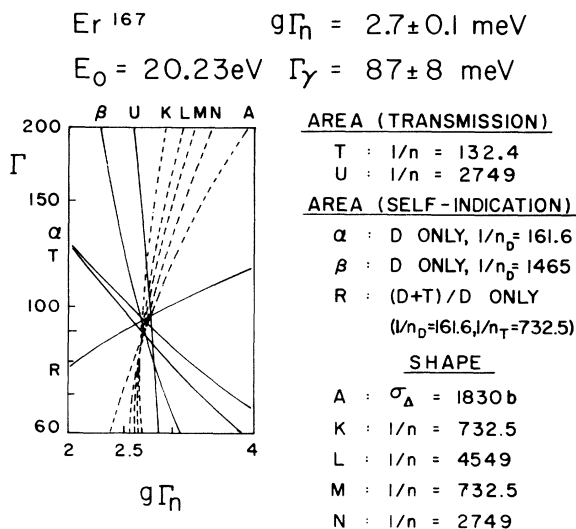 Er 167 gΓn = 2.7±0.1 meV
E0 = 20.23eV Γγ = 87±8 meV
β U K L M N A
200
Γ
150
α
T
100
R
60
2 2.5 4
gΓn
AREA (TRANSMISSION)
T : 1/n = 132.4
U : 1/n = 2749
AREA (SELF-INDICATION)
α : D ONLY, 1/nD = 161.6
β : D ONLY, 1/nD = 1465
R : (D+T)/D ONLY
(1/nD=161.6,1/nT=732.5)
SHAPE
A : σΔ = 1830b
K : 1/n = 732.5
L : 1/n = 4549
M : 1/n = 732.5
N : 1/n = 2749